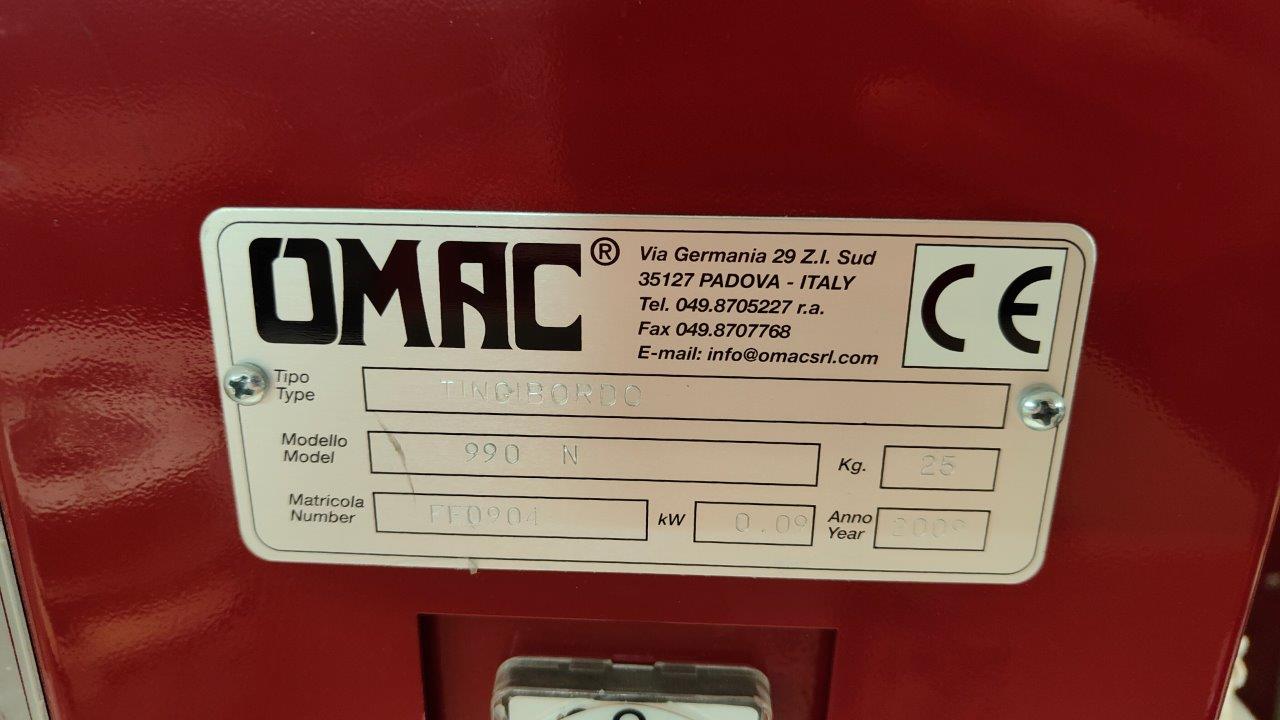 OMAC®
Via Germania 29 Z.I. Sud
35127 PADOVA - ITALY
Tel. 049.8705227 r.a.
Fax 049.8707768
E-mail: info@omacsrl.com
CE
Tipo
Type
TINGIBORDO
Modello
Model
990 N
Kg.
25
Matricola
Number
FF0904
kW
0.09
Anno
Year
2009